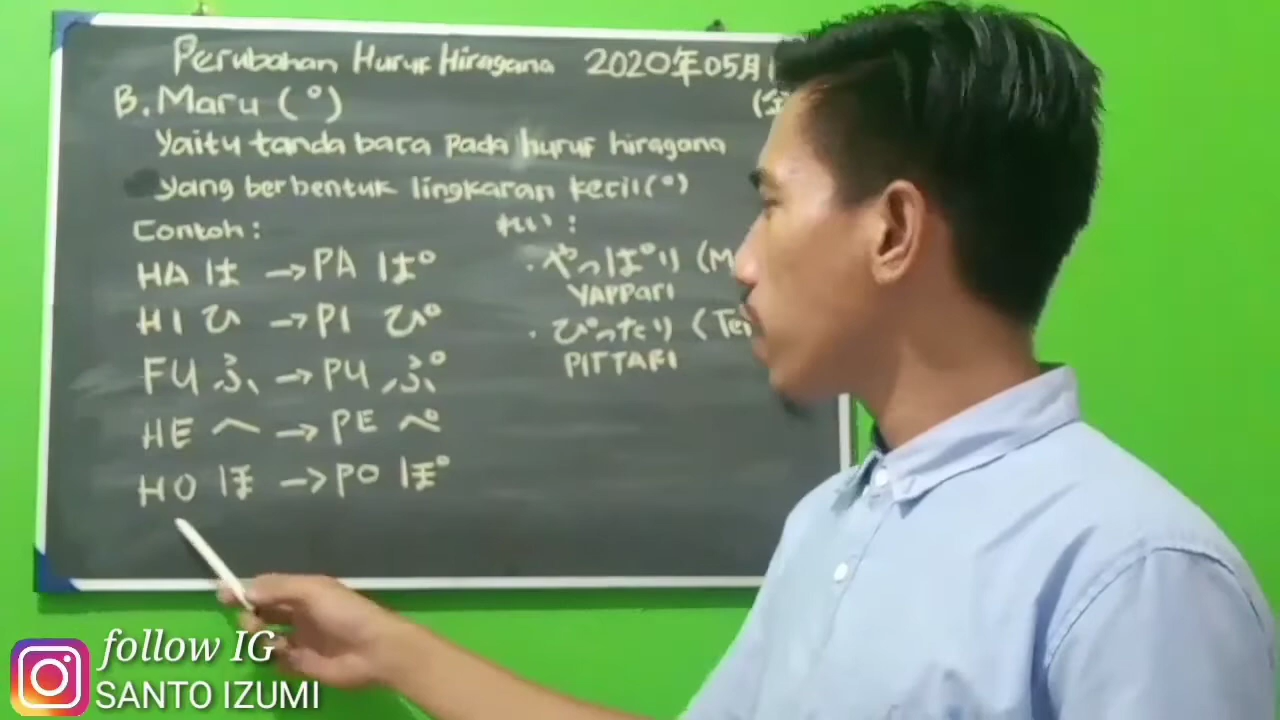 Perubahan Huruf Hiragana 2020年05月
B. Maru (°)
Yaitu tanda baca pada huruf hiragana
yang berbentuk lingkaran kecil (°)
Contoh:
HA は → PA ぱ
HI ひ → PI ぴ
FU ふ → PU ぷ
HE へ → PE ぺ
HO ほ → PO ぽ
れい:
· やっぱり (M
YAPPARI
· ぴったり (Te
PITTARI
follow IG
SANTO IZUMI